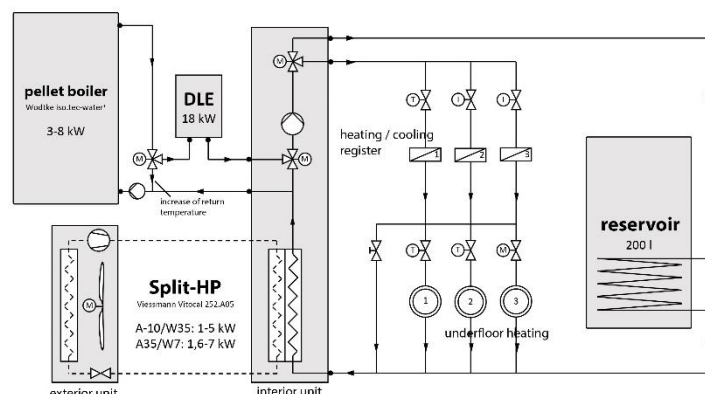 pellet boiler
Wodtke iso.tec-water'
3-8 kW
DLE
18 kW
M
M
M
increase of return
temperature
heating / cooling
register
T
I
I
1
2
3
T
T
M
1
2
3
underfloor heating
reservoir
200 l
M
Split-HP
Viessmann Vitocal 252.A05
A-10/W35: 1-5 kW
A35/W7: 1,6-7 kW
exterior unit
interior unit